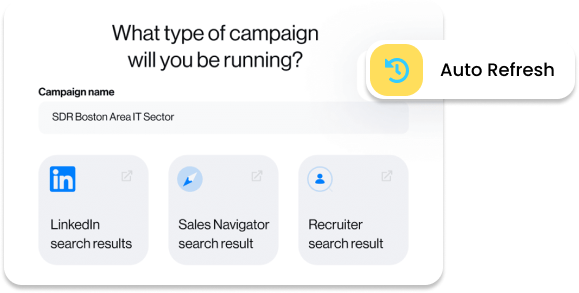 What type of campaign
will you be running?
Auto Refresh
Campaign name
SDR Boston Area IT Sector
in
LinkedIn
search results
Sales Navigator
search result
Recruiter
search result